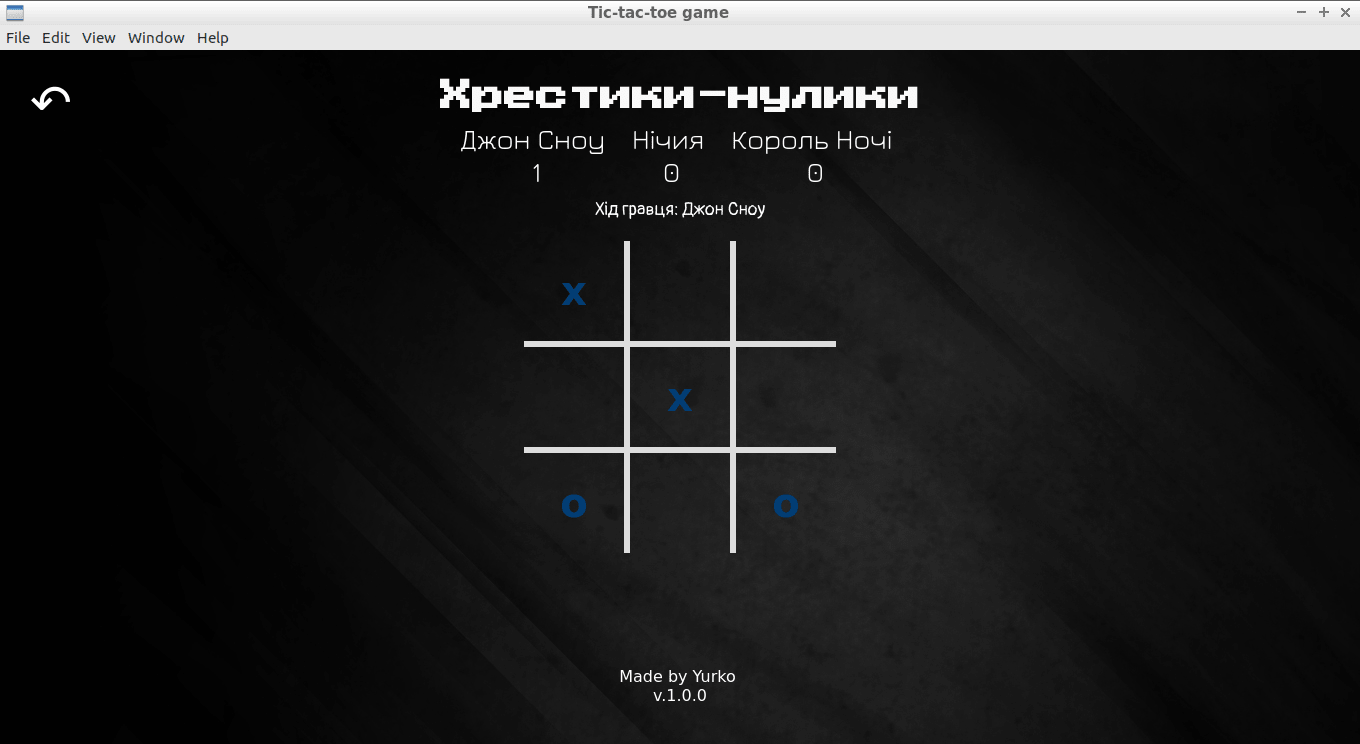 Tic-tac-toe game
File Edit View Window Help
Хрестики-нулики
Джон Сноу Нічия Король Ночі
1 0 0
Хід гравця: Джон Сноу
x
x
o o
Made by Yurko
v.1.0.0